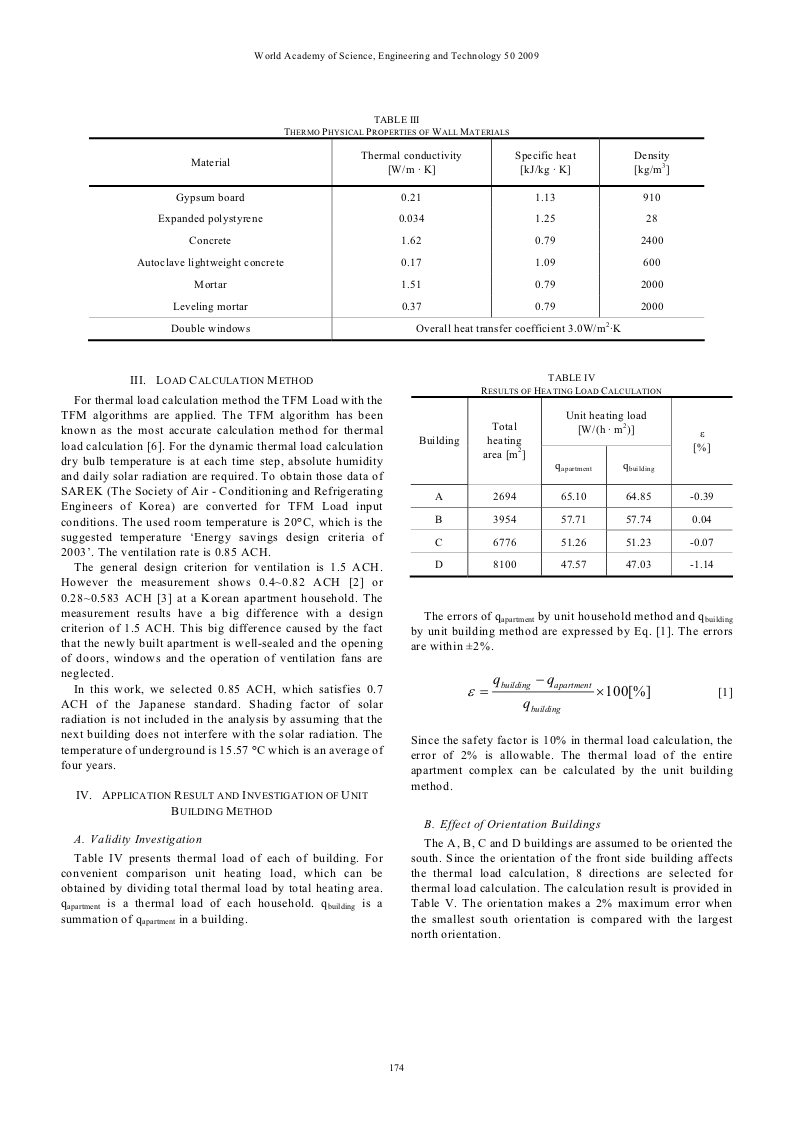 World Academy of Science, Engineering and Technology 50 2009
TABLE III
THERMO PHYSICAL PROPERTIES OF WALL MATERIALS
Material Thermal conductivity [W/m · K] Specific heat [kJ/kg · K] Density [kg/m3]
Gypsum board 0.21 1.13 910
Expanded polystyrene 0.034 1.25 28
Concrete 1.62 0.79 2400
Autoclave lightweight concrete 0.17 1.09 600
Mortar 1.51 0.79 2000
Leveling mortar 0.37 0.79 2000
Double windows Overall heat transfer coefficient 3.0W/m2·K
III. LOAD CALCULATION METHOD
For thermal load calculation method the TFM Load with the
TFM algorithms are applied. The TFM algorithm has been
known as the most accurate calculation method for thermal
load calculation [6]. For the dynamic thermal load calculation
dry bulb temperature is at each time step, absolute humidity
and daily solar radiation are required. To obtain those data of
SAREK (The Society of Air - Conditioning and Refrigerating
Engineers of Korea) are converted for TFM Load input
conditions. The used room temperature is 20°C, which is the
suggested temperature ‘Energy savings design criteria of
2003’. The ventilation rate is 0.85 ACH.
The general design criterion for ventilation is 1.5 ACH.
However the measurement shows 0.4~0.82 ACH [2] or
0.28~0.583 ACH [3] at a Korean apartment household. The
measurement results have a big difference with a design
criterion of 1.5 ACH. This big difference caused by the fact
that the newly built apartment is well-sealed and the opening
of doors, windows and the operation of ventilation fans are
neglected.
In this work, we selected 0.85 ACH, which satisfies 0.7
ACH of the Japanese standard. Shading factor of solar
radiation is not included in the analysis by assuming that the
next building does not interfere with the solar radiation. The
temperature of underground is 15.57 °C which is an average of
four years.
IV. APPLICATION RESULT AND INVESTIGATION OF UNIT
BUILDING METHOD
A. Validity Investigation
Table IV presents thermal load of each of building. For
convenient comparison unit heating load, which can be
obtained by dividing total thermal load by total heating area.
qapartment is a thermal load of each household. qbuilding is a
summation of qapartment in a building.
TABLE IV
RESULTS OF HEATING LOAD CALCULATION
Building Total heating area [m2] Unit heating load [W/(h · m2)] ε [%]
qapartment qbuilding
A 2694 65.10 64.85 -0.39
B 3954 57.71 57.74 0.04
C 6776 51.26 51.23 -0.07
D 8100 47.57 47.03 -1.14
The errors of qapartment by unit household method and qbuilding
by unit building method are expressed by Eq. [1]. The errors
are within ±2%.
ε = (qbuilding − qapartment) / qbuilding × 100[%] [1]
Since the safety factor is 10% in thermal load calculation, the
error of 2% is allowable. The thermal load of the entire
apartment complex can be calculated by the unit building
method.
B. Effect of Orientation Buildings
The A, B, C and D buildings are assumed to be oriented the
south. Since the orientation of the front side building affects
the thermal load calculation, 8 directions are selected for
thermal load calculation. The calculation result is provided in
Table V. The orientation makes a 2% maximum error when
the smallest south orientation is compared with the largest
north orientation.
174